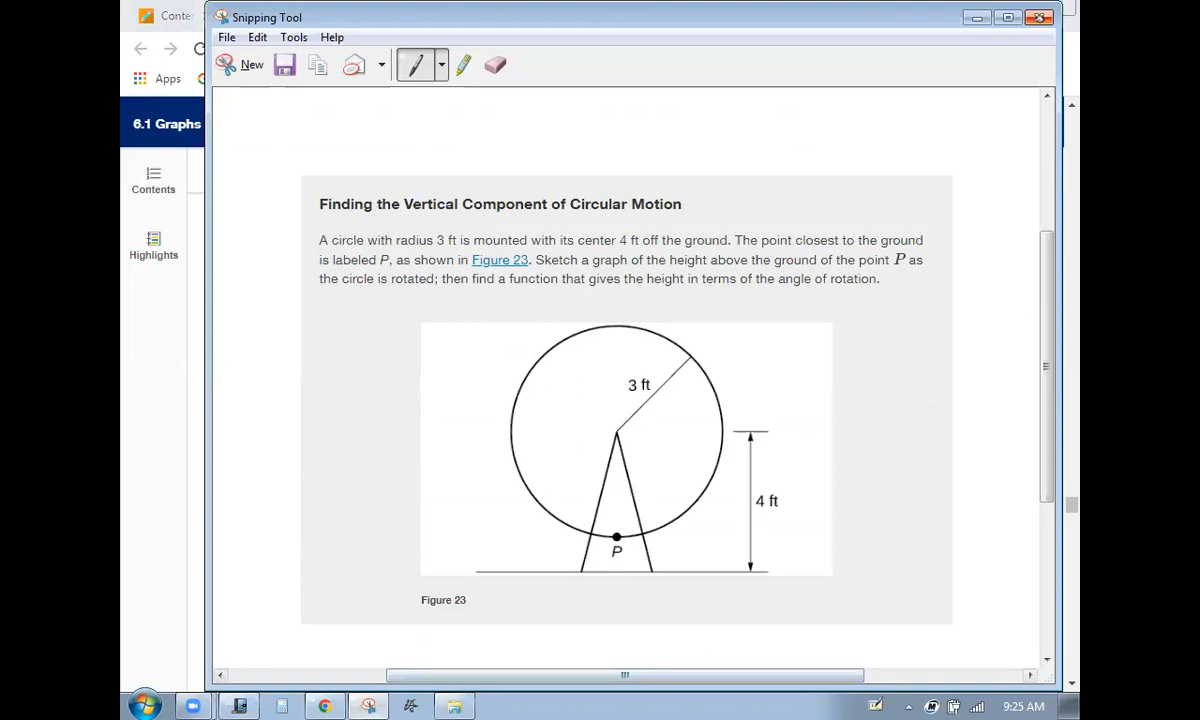 Conter
Snipping Tool
File Edit Tools Help
New
Apps
6.1 Graphs
Contents
Highlights
Finding the Vertical Component of Circular Motion
A circle with radius 3 ft is mounted with its center 4 ft off the ground. The point closest to the ground
is labeled P, as shown in Figure 23. Sketch a graph of the height above the ground of the point P as
the circle is rotated; then find a function that gives the height in terms of the angle of rotation.
3 ft
4 ft
P
Figure 23
9:25 AM